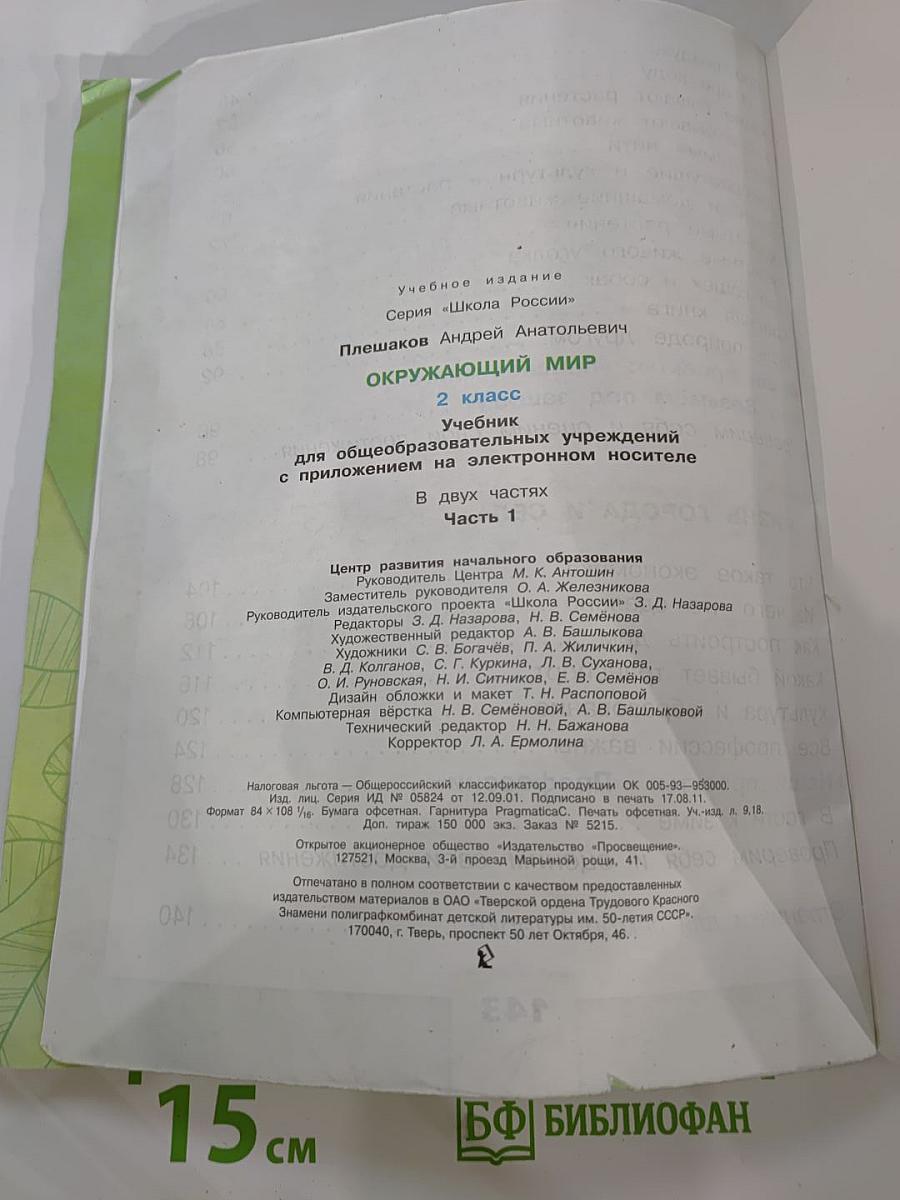 Учебное издание
Серия «Школа России»
Плешаков Андрей Анатольевич
ОКРУЖАЮЩИЙ МИР
2 класс
Учебник
для общеобразовательных учреждений
с приложением на электронном носителе
В двух частях
Часть 1
Центр развития начального образования
Руководитель Центра М. К. Антошин
Заместитель руководителя О. А. Железникова
Руководитель издательского проекта «Школа России» З. Д. Назарова
Редакторы З. Д. Назарова, Н. В. Семёнова
Художественный редактор А. В. Башлыкова
Художники С. В. Богачёв, П. А. Жиличкин,
В. Д. Колганов, С. Г. Куркина, Л. В. Суханова,
О. И. Руновская, Н. И. Ситников, Е. В. Семёнов
Дизайн обложки и макет Т. Н. Распоповой
Компьютерная вёрстка Н. В. Семёновой, А. В. Башлыковой
Технический редактор Н. Н. Бажанова
Корректор Л. А. Ермолина
Налоговая льгота — Общероссийский классификатор продукции ОК 005-93—953000.
Изд. лиц. Серия ИД № 05824 от 12.09.01. Подписано в печать 17.08.11.
Формат 84×108 1/16. Бумага офсетная. Гарнитура PragmaticaC. Печать офсетная. Уч.-изд. л. 9,18.
Доп. тираж 150 000 экз. Заказ № 5215.
Открытое акционерное общество «Издательство «Просвещение».
127521, Москва, 3-й проезд Марьиной рощи, 41.
Отпечатано в полном соответствии с качеством предоставленных
издательством материалов в ОАО «Тверской ордена Трудового Красного
Знамени полиграфкомбинат детской литературы им. 50-летия СССР».
170040, г. Тверь, проспект 50 лет Октября, 46.
15 см
БФ БИБЛИОФАН